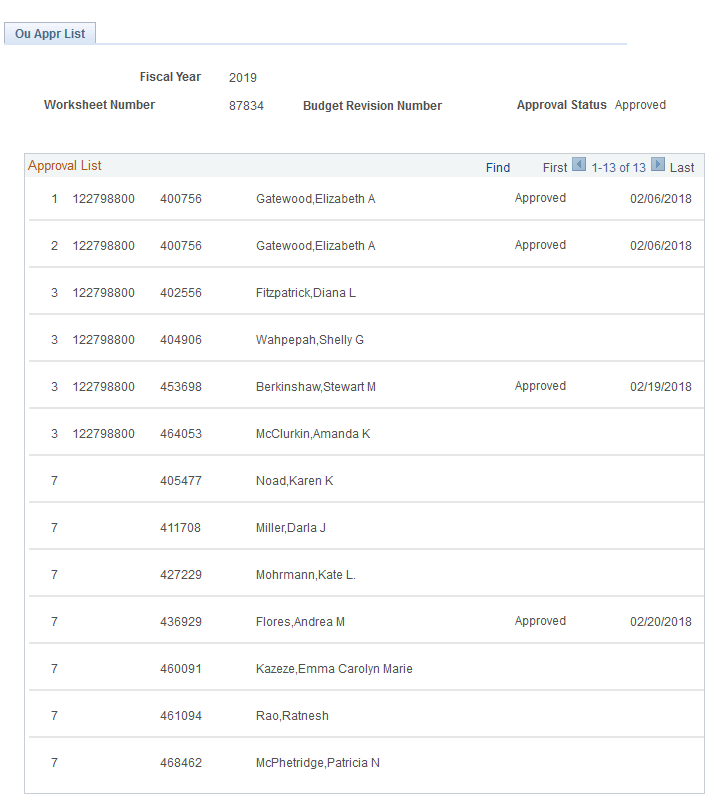 Ou Appr List
Fiscal Year 2019
Worksheet Number 87834 Budget Revision Number Approval Status Approved
Approval List Find First 1-13 of 13 Last
1 122798800 400756 Gatewood,Elizabeth A Approved 02/06/2018
2 122798800 400756 Gatewood,Elizabeth A Approved 02/06/2018
3 122798800 402556 Fitzpatrick,Diana L
3 122798800 404906 Wahpepah,Shelly G
3 122798800 453698 Berkinshaw,Stewart M Approved 02/19/2018
3 122798800 464053 McClurkin,Amanda K
7 405477 Noad,Karen K
7 411708 Miller,Darla J
7 427229 Mohrmann,Kate L.
7 436929 Flores,Andrea M Approved 02/20/2018
7 460091 Kazeze,Emma Carolyn Marie
7 461094 Rao,Ratnesh
7 468462 McPhetridge,Patricia N